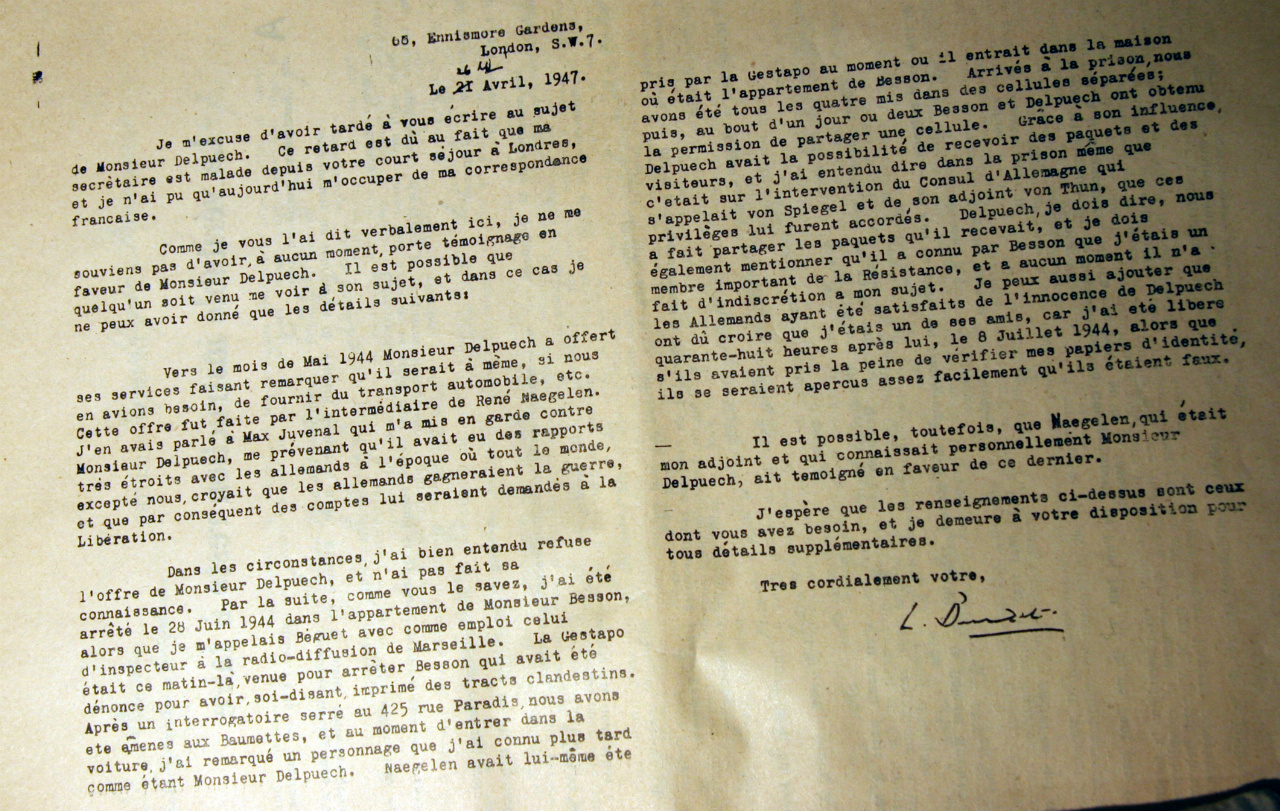 65, Ennismore Gardens,
London, S.W.7.
Le 21 Avril, 1947.
Je m'excuse d'avoir tardé à vous écrire au sujet
de Monsieur Delpuech. Ce retard est dû au fait que ma
secrétaire est malade depuis votre court séjour à Londres,
et je n'ai pu qu'aujourd'hui m'occuper de ma correspondance
francaise.
Comme je vous l'ai dit verbalement ici, je ne me
souviens pas d'avoir, à aucun moment, porte témoignage en
faveur de Monsieur Delpuech. Il est possible que
quelqu'un soit venu me voir à son sujet, et dans ce cas je
ne peux avoir donné que les détails suivants:
Vers le mois de Mai 1944 Monsieur Delpuech a offert
ses services faisant remarquer qu'il serait à même, si nous
en avions besoin, de fournir du transport automobile, etc.
Cette offre fut faite par l'intermédiaire de René Naegelen.
J'en avais parlé à Max Juvenal qui m'a mis en garde contre
Monsieur Delpuech, me prévenant qu'il avait eu des rapports
très étroits avec les allemands à l'époque où tout le monde,
excepté nous, croyait que les allemands gagneraient la guerre,
et que par conséquent des comptes lui seraient demandés à la
Libération.
Dans les circonstances, j'ai bien entendu refuse
l'offre de Monsieur Delpuech, et n'ai pas fait sa
connaissance. Par la suite, comme vous le savez, j'ai été
arrêté le 28 Juin 1944 dans l'appartement de Monsieur Besson,
alors que je m'appelais Béguet avec comme emploi celui
d'inspecteur à la radio-diffusion de Marseille. La Gestapo
était ce matin-là, venue pour arrêter Besson qui avait été
dénonce pour avoir, soi-disant, imprimé des tracts clandestins.
Après un interrogatoire serré au 425 rue Paradis, nous avons
ete amenes aux Baumettes, et au moment d'entrer dans la
voiture, j'ai remarqué un personnage que j'ai connu plus tard
comme étant Monsieur Delpuech. Naegelen avait lui-même éte
pris par la Gestapo au moment ou il entrait dans la maison
où était l'appartement de Besson. Arrivés à la prison, nous
avons été tous les quatre mis dans des cellules séparées;
puis, au bout d'un jour ou deux Besson et Delpuech ont obtenu
la permission de partager une cellule. Grâce à son influence,
Delpuech avait la possibilité de recevoir des paquets et des
visiteurs, et j'ai entendu dire dans la prison même que
c'etait sur l'intervention du Consul d'Allemagne qui
s'appelait von Spiegel et de son adjoint von Thun, que ces
privilèges lui furent accordés. Delpuech, je dois dire, nous
a fait partager les paquets qu'il recevait, et je dois
également mentionner qu'il a connu par Besson que j'étais un
membre important de la Résistance, et a aucun moment il n'a
fait d'indiscrétion a mon sujet. Je peux aussi ajouter que
les Allemands ayant été satisfaits de l'innocence de Delpuech
ont dû croire que j'étais un de ses amis, car j'ai eté libere
quarante-huit heures après lui, le 8 Juillet 1944, alors que
s'ils avaient pris la peine de vérifier mes papiers d'identité,
ils se seraient apercus assez facilement qu'ils étaient faux.
Il est possible, toutefois, que Naegelen, qui était
mon adjoint et qui connaissait personnellement Monsieur
Delpuech, ait temoigné en faveur de ce dernier.
J'espère que les renseignements ci-dessus sont ceux
dont vous avez besoin, et je demeure à votre disposition pour
tous détails supplémentaires.
Tres cordialement votre,